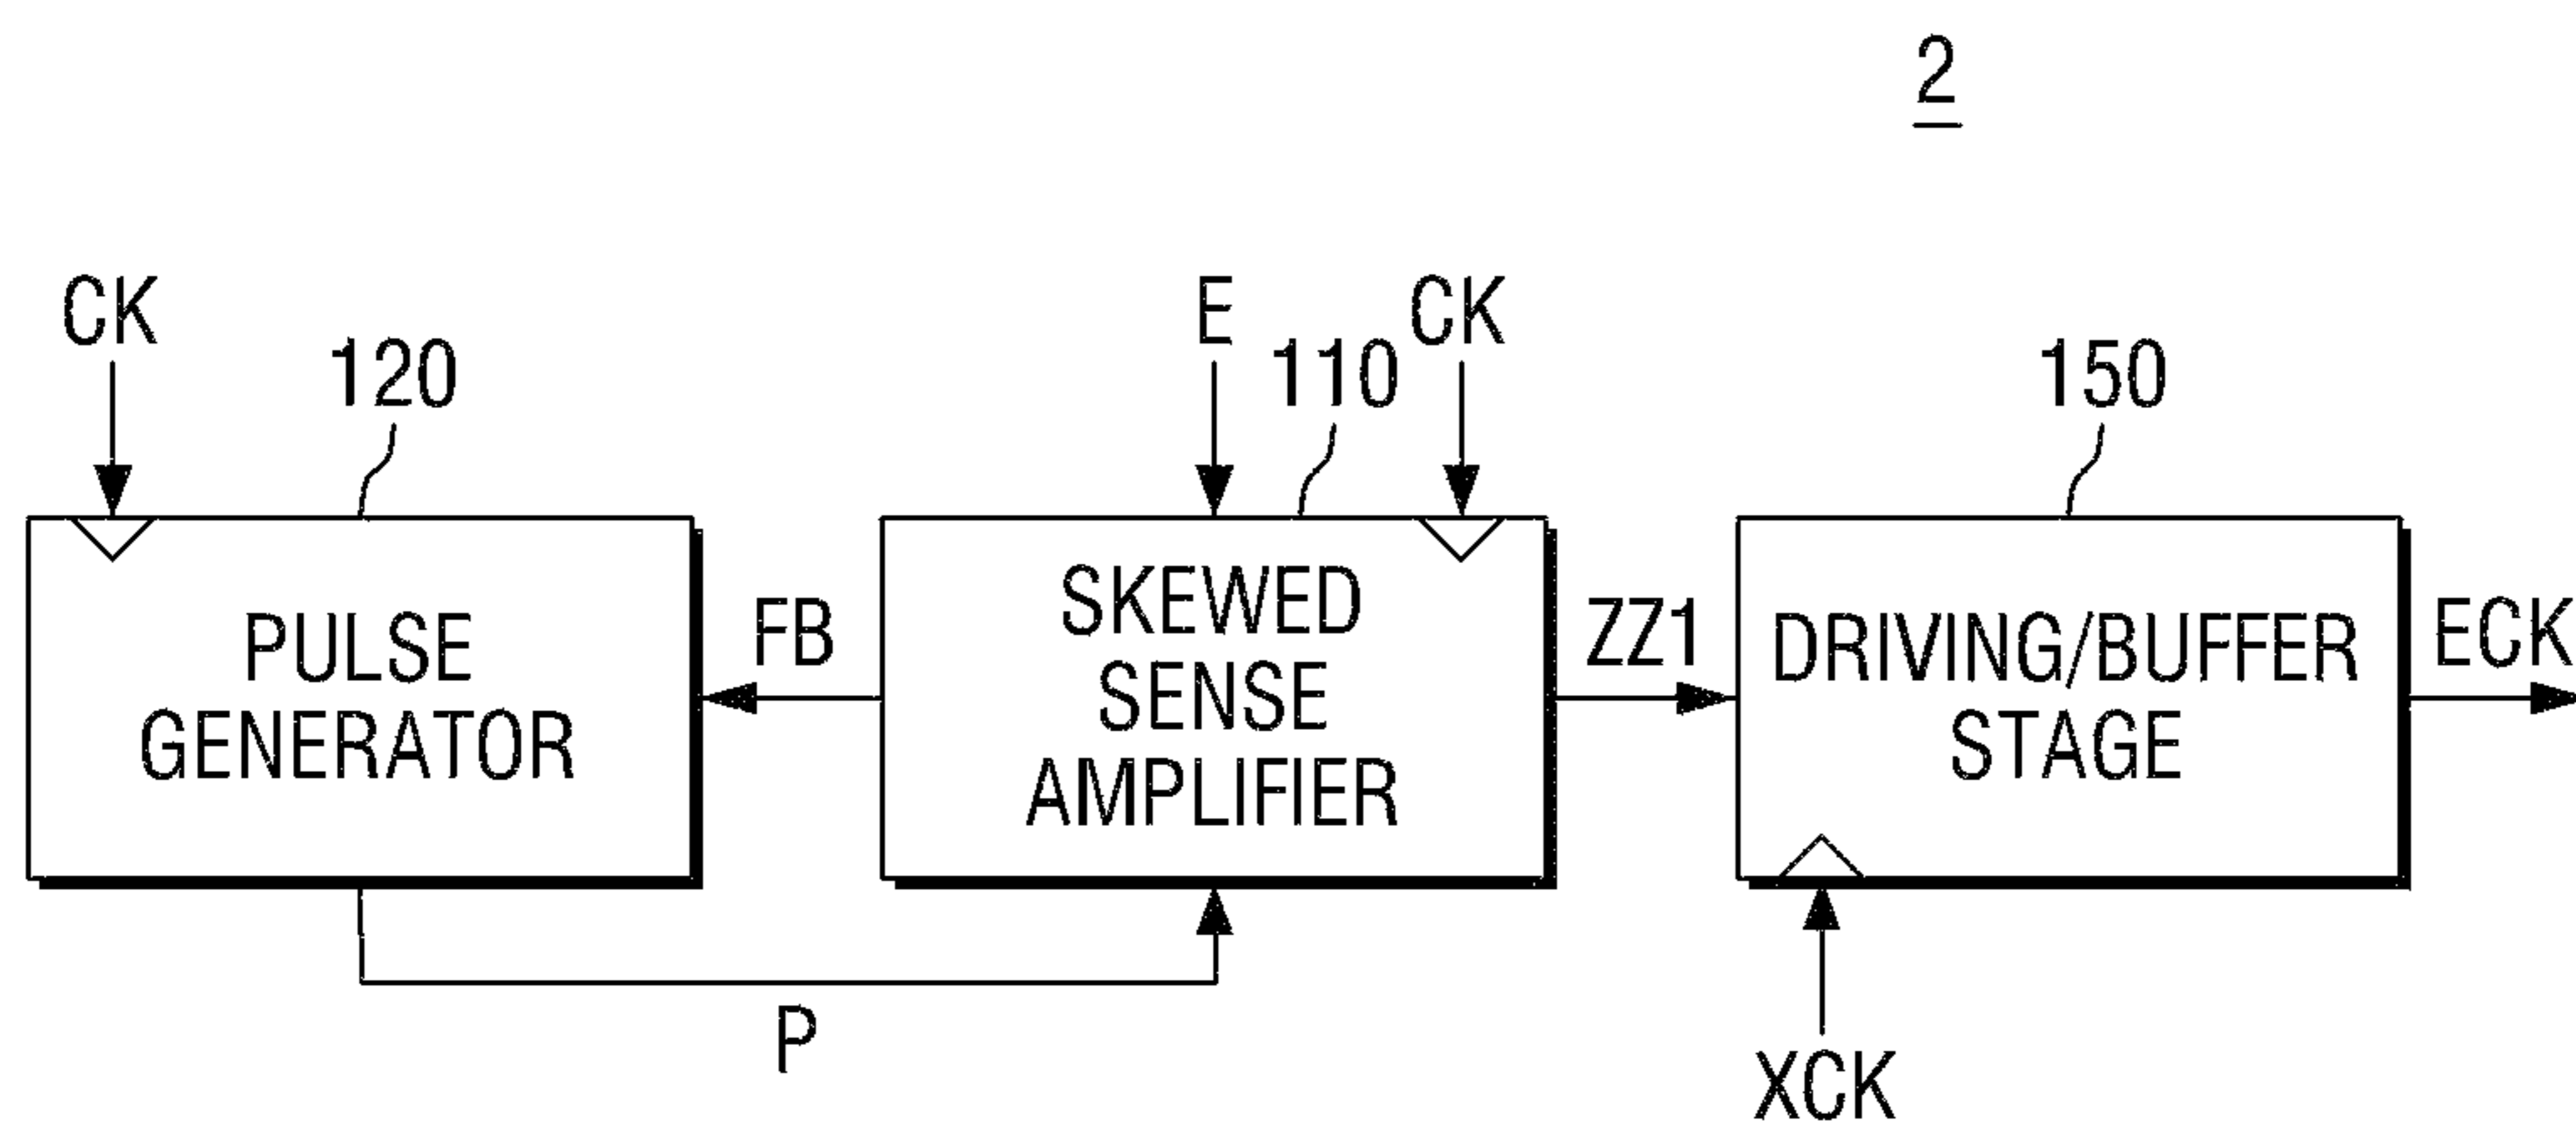 2
CK
E
CK
120
110
150
PULSE
GENERATOR
FB
SKEWED
SENSE
AMPLIFIER
ZZ1
DRIVING/BUFFER
STAGE
ECK
P
XCK